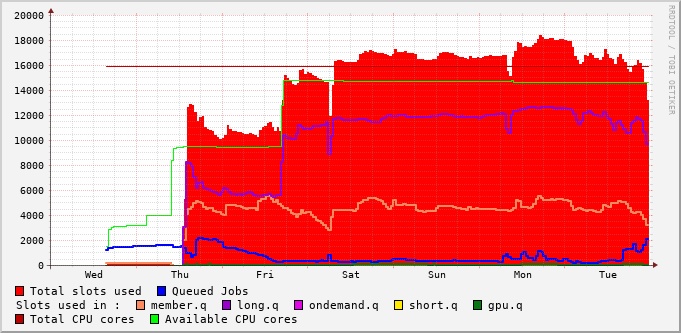 RRDTOOL / TOBI OETIKER
20000
18000
16000
14000
12000
10000
8000
6000
4000
2000
0
Wed Thu Fri Sat Sun Mon Tue
Total slots used Queued Jobs
Slots used in : member.q long.q ondemand.q short.q gpu.q
Total CPU cores Available CPU cores